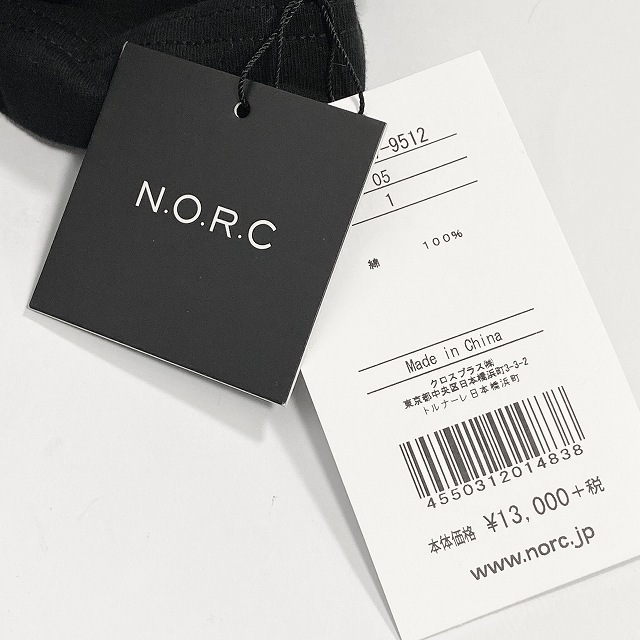 N.O.R.C
-9512
05
1
綿 100%
Made in China
クロスプラス㈱
東京都中央区日本橋浜町3-3-2
トルナーレ日本橋浜町
4550312014838
本体価格 ¥13,000+税
www.norc.jp